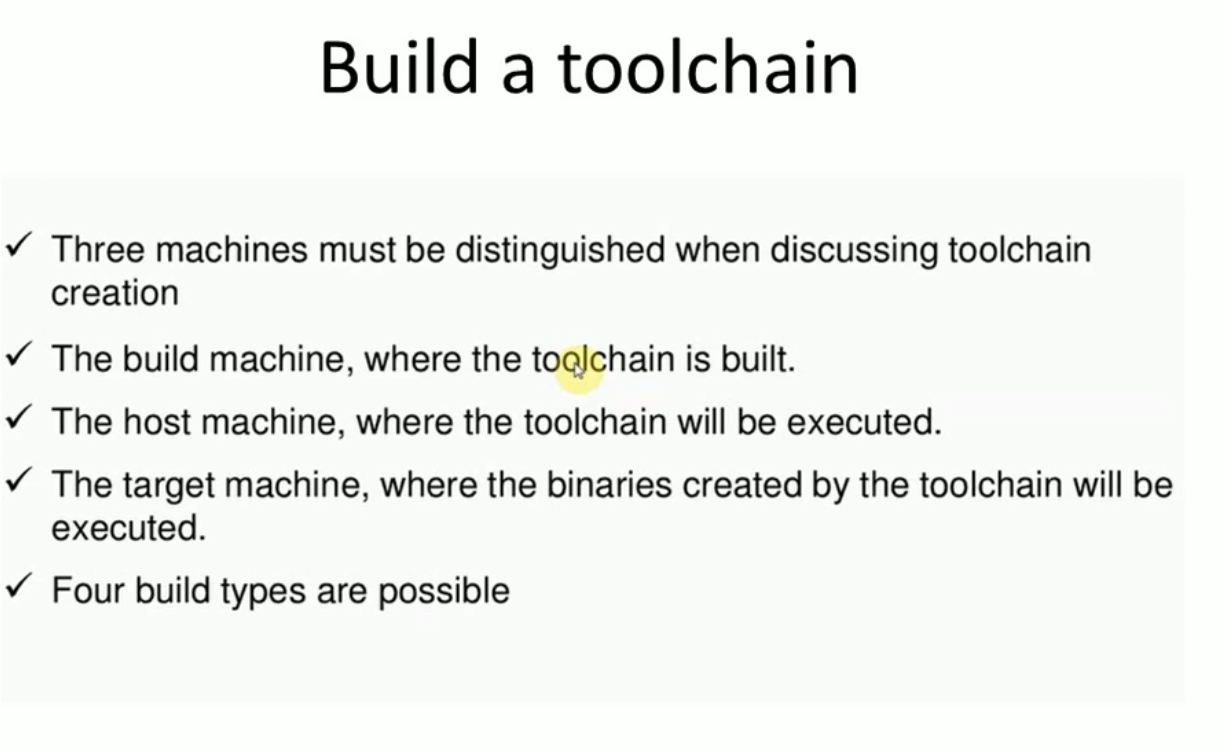 Build a toolchain
✓ Three machines must be distinguished when discussing toolchain
creation
✓ The build machine, where the toolchain is built.
✓ The host machine, where the toolchain will be executed.
✓ The target machine, where the binaries created by the toolchain will be
executed.
✓ Four build types are possible